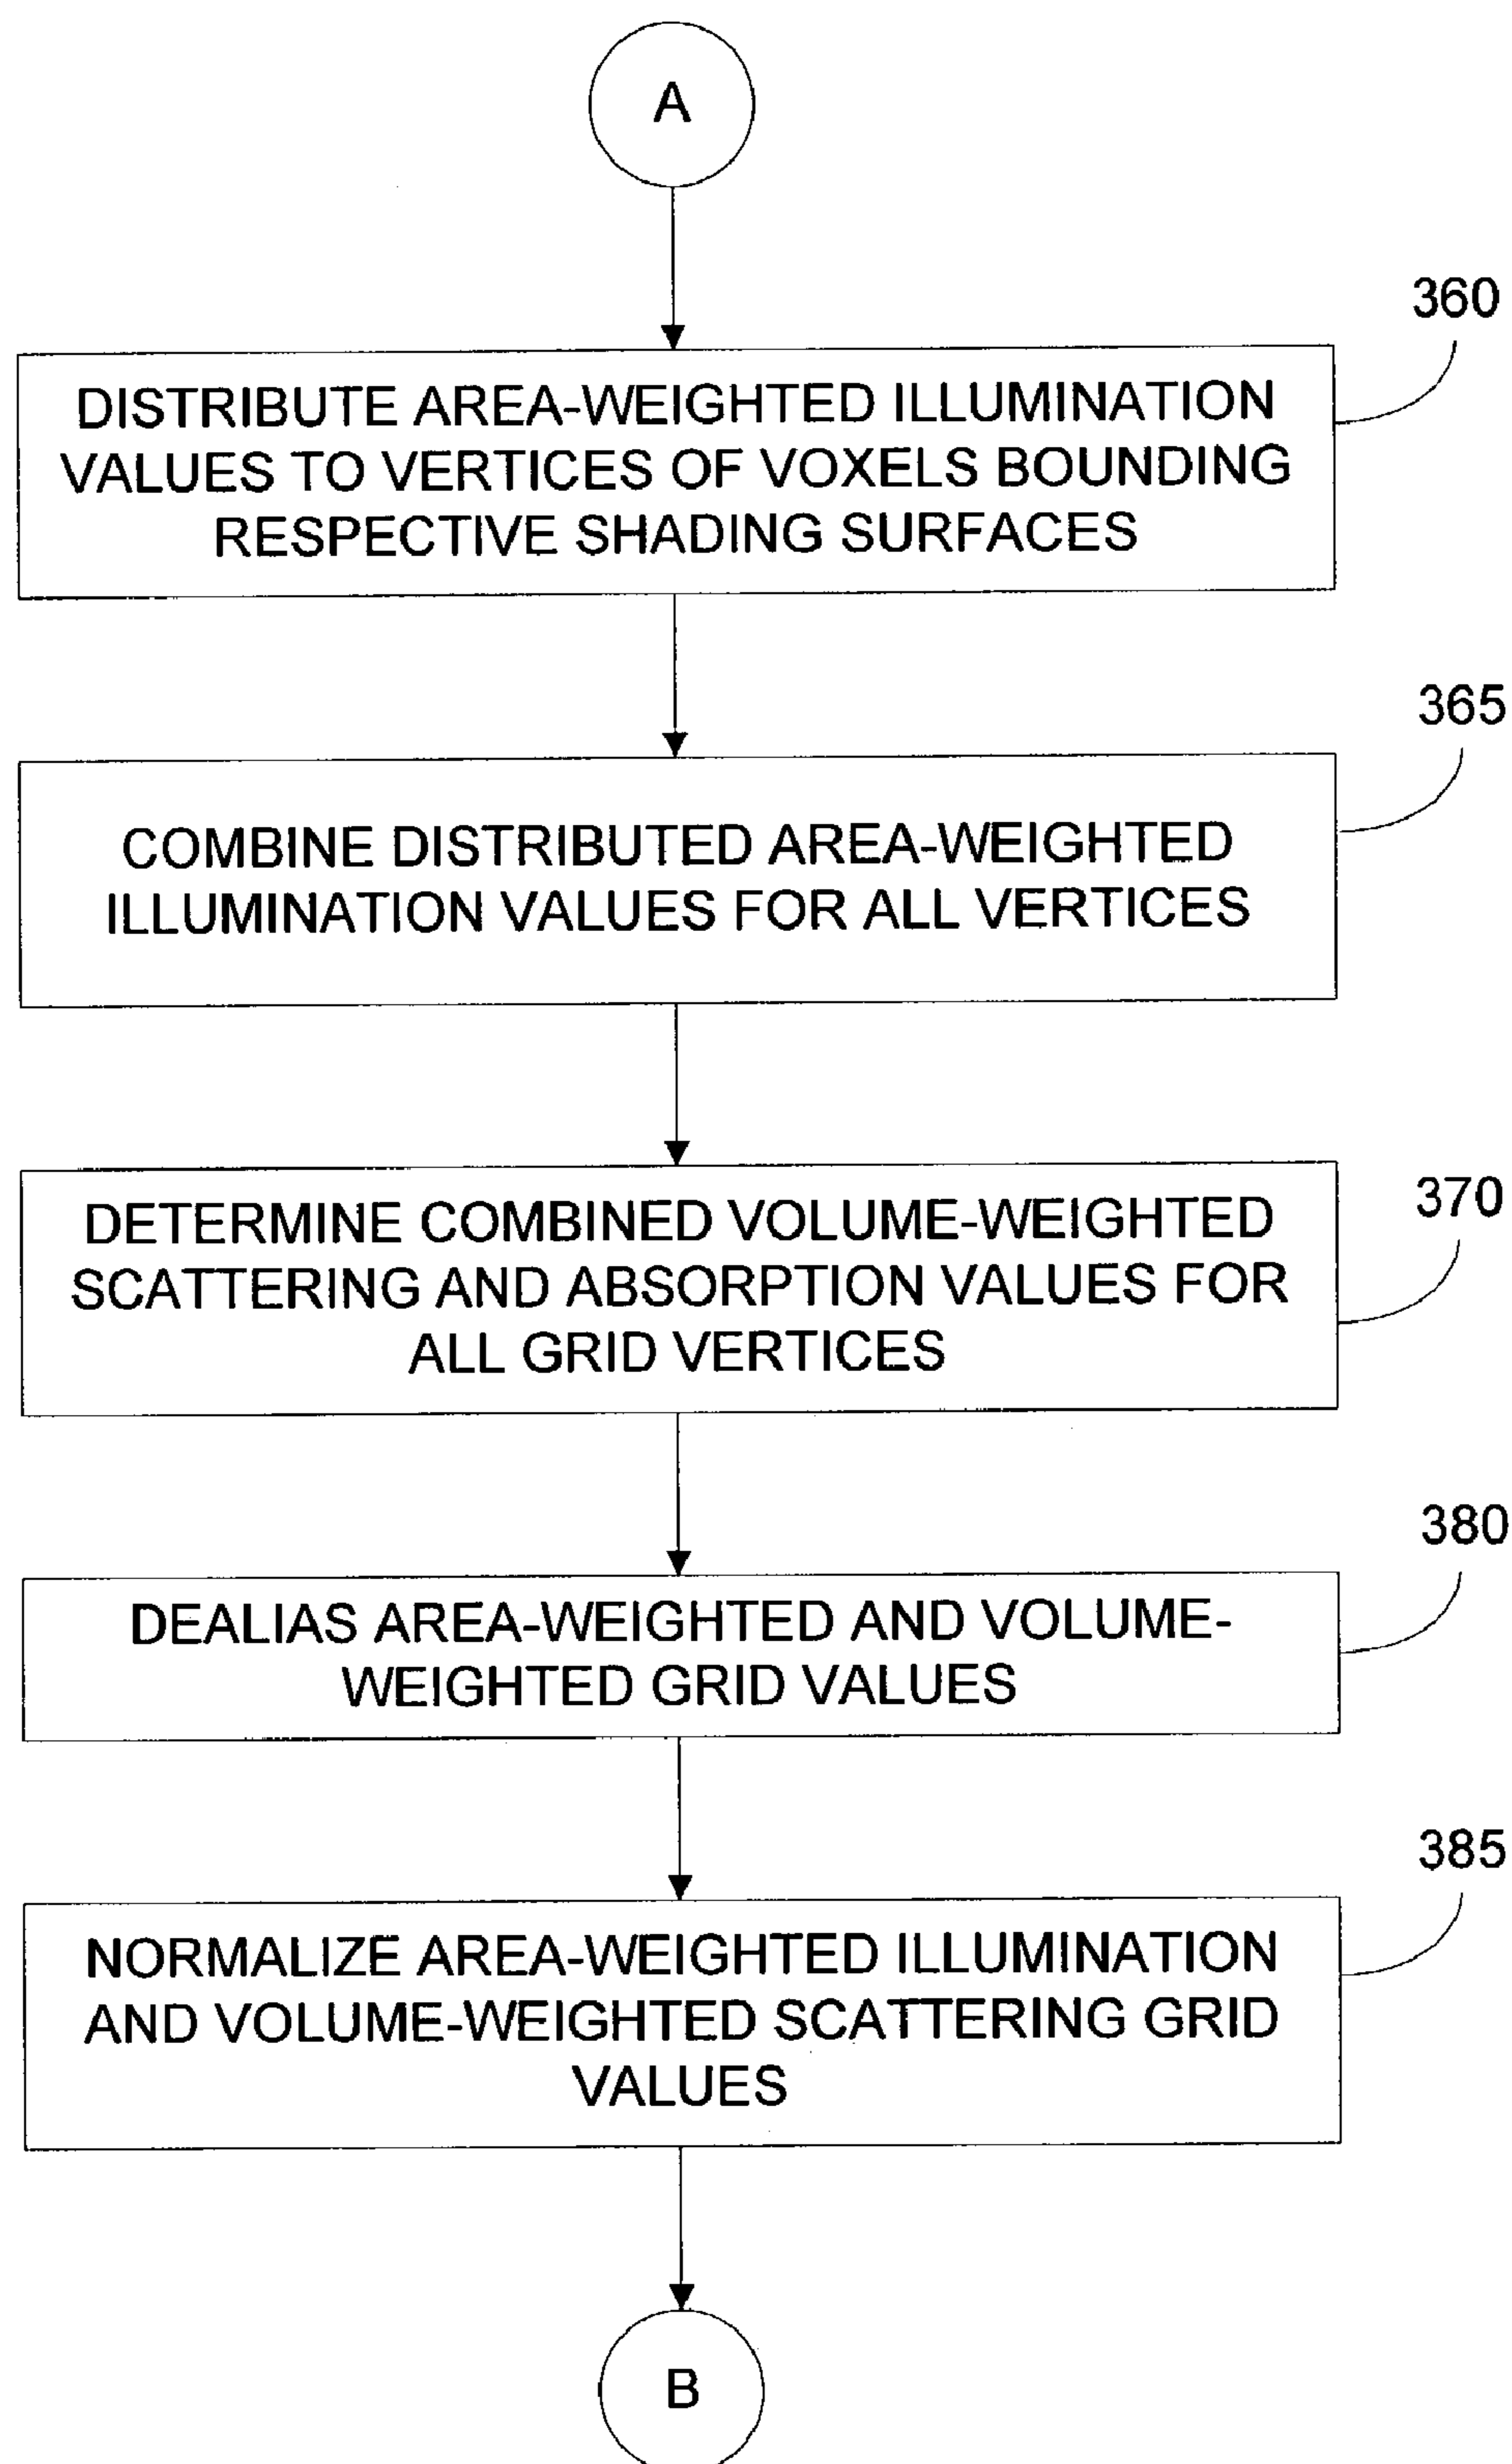 A
360
DISTRIBUTE AREA-WEIGHTED ILLUMINATION
VALUES TO VERTICES OF VOXELS BOUNDING
RESPECTIVE SHADING SURFACES
365
COMBINE DISTRIBUTED AREA-WEIGHTED
ILLUMINATION VALUES FOR ALL VERTICES
370
DETERMINE COMBINED VOLUME-WEIGHTED
SCATTERING AND ABSORPTION VALUES FOR
ALL GRID VERTICES
380
DEALIAS AREA-WEIGHTED AND VOLUME-
WEIGHTED GRID VALUES
385
NORMALIZE AREA-WEIGHTED ILLUMINATION
AND VOLUME-WEIGHTED SCATTERING GRID
VALUES
B